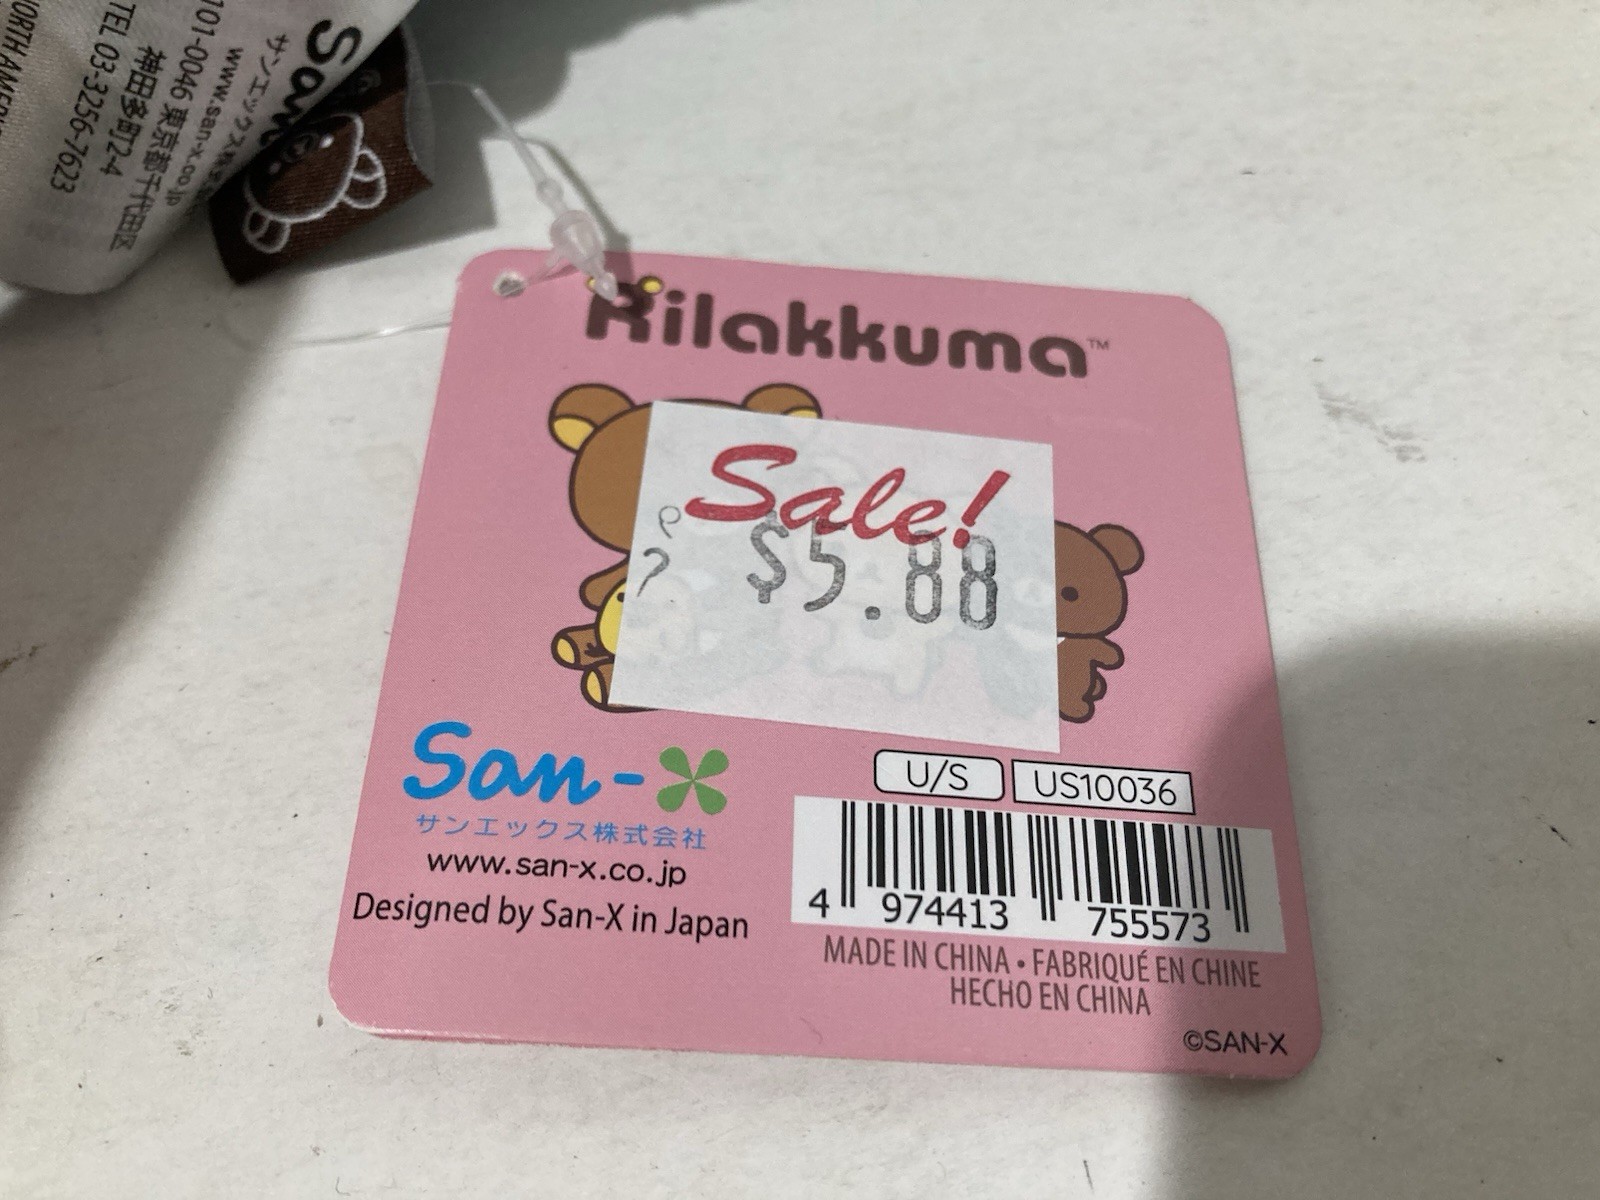 San
サンエックス株式
www.san-x.co.jp
101-0046 東京都千代田区
神田多町2-4
TEL 03-3256-7623
Rilakkuma™
Sale!
$5.88
San-X
サンエックス株式会社
www.san-x.co.jp
Designed by San-X in Japan
U/S
US10036
4 974413 755573
MADE IN CHINA • FABRIQUÉ EN CHINE
HECHO EN CHINA
©SAN-X